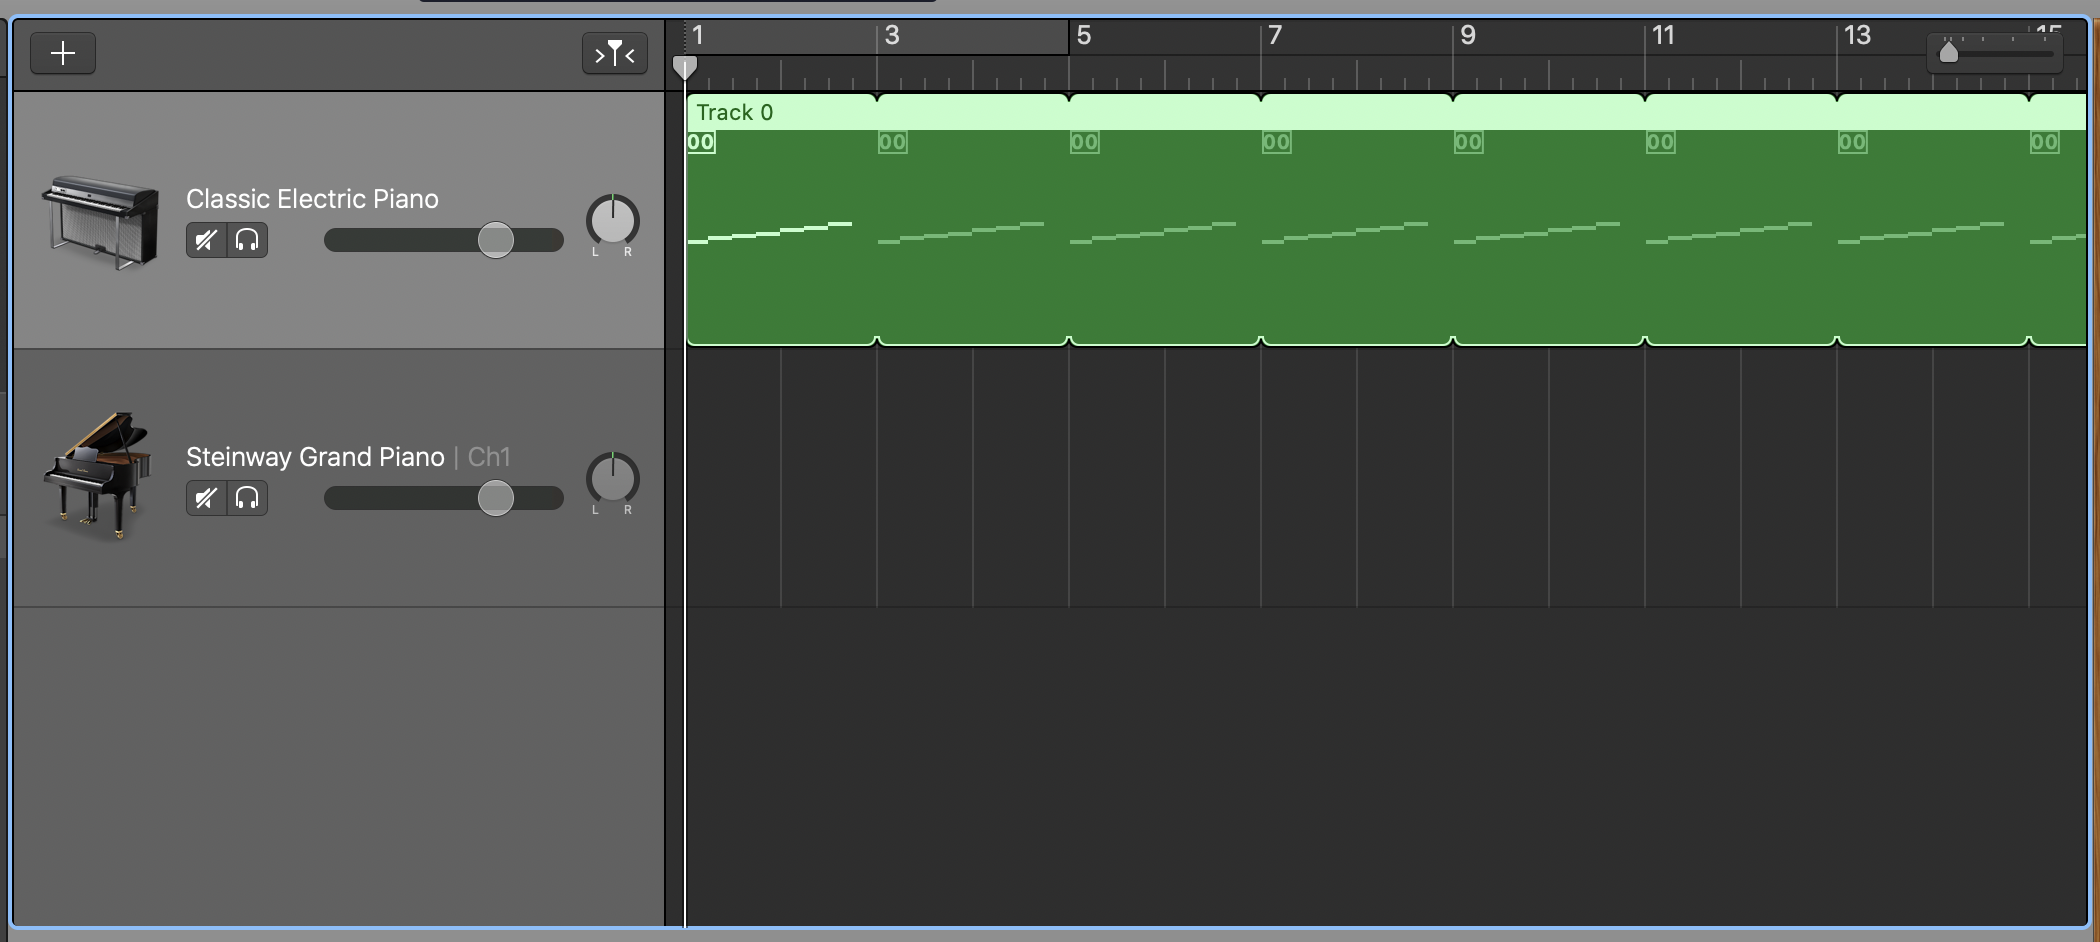 1 3 5 7 9 11 13 15
Track 0
00 00 00 00 00 00 00 00
Classic Electric Piano
L R
Steinway Grand Piano | Ch1
L R